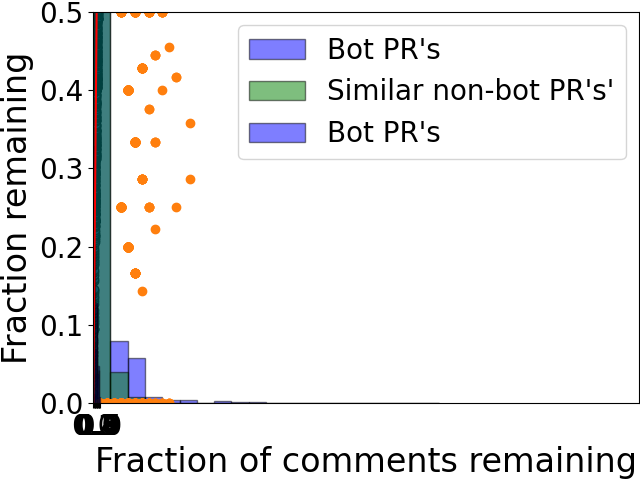 0.5
Bot PR's
Similar non-bot PR's'
Bot PR's
0.4
0.3
0.2
0.1
0.0
Fraction remaining
Fraction of comments remaining